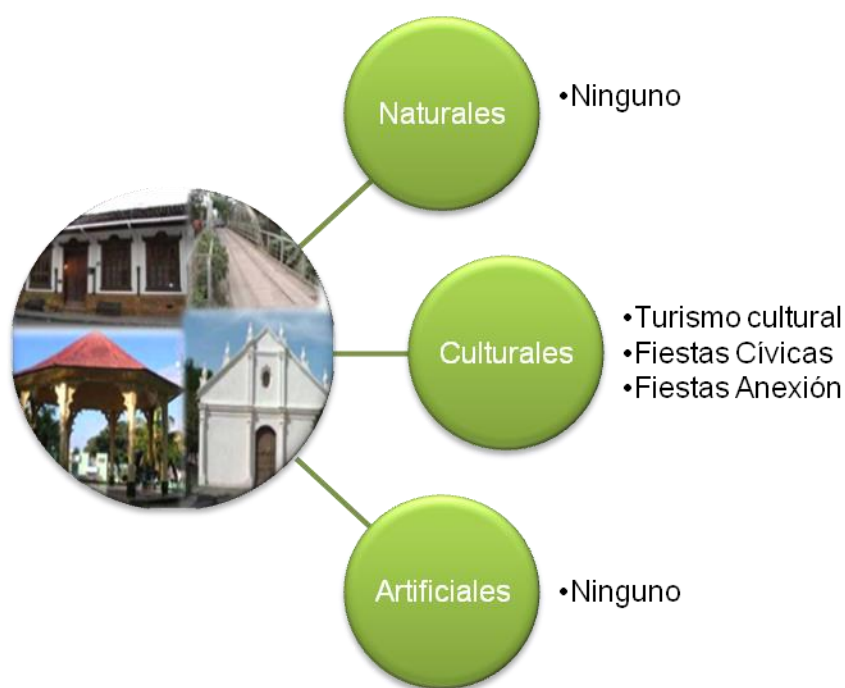 Naturales
•Ninguno
Culturales
•Turismo cultural
•Fiestas Cívicas
•Fiestas Anexión
Artificiales
•Ninguno